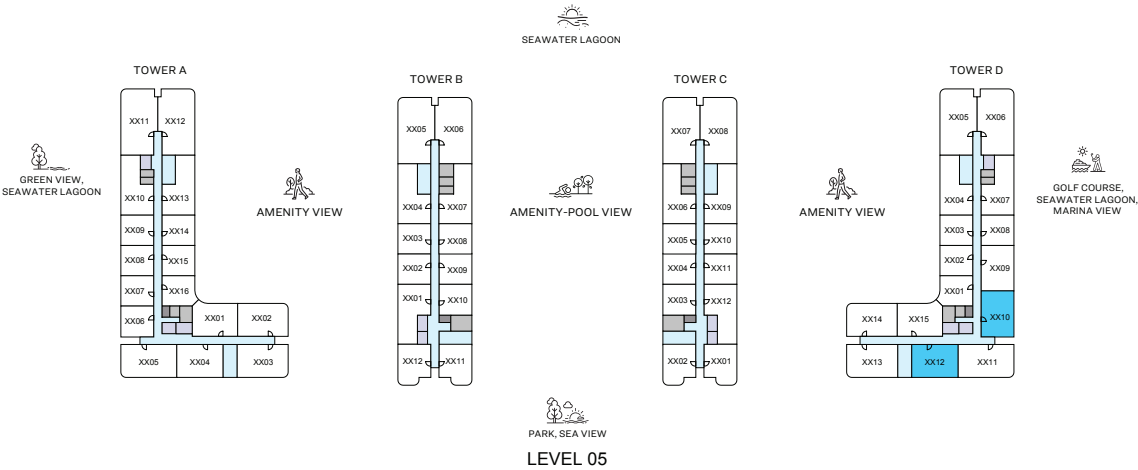 SEAWATER LAGOON
TOWER A
TOWER B
TOWER C
TOWER D
XX11 XX12
XX05 XX06
XX07 XX08
XX05 XX06
GREEN VIEW,
SEAWATER LAGOON
AMENITY VIEW
AMENITY-POOL VIEW
AMENITY VIEW
GOLF COURSE,
SEAWATER LAGOON,
MARINA VIEW
XX10 XX13
XX04 XX07
XX06 XX09
XX04 XX07
XX09 XX14
XX03 XX08
XX05 XX10
XX03 XX08
XX08 XX15
XX02 XX09
XX04 XX11
XX02 XX09
XX07 XX16
XX01 XX10
XX03 XX12
XX01
XX06 XX01 XX02
XX14 XX15 XX10
XX05 XX04 XX03
XX12 XX11
XX02 XX01
XX13 XX12 XX11
PARK, SEA VIEW
LEVEL 05